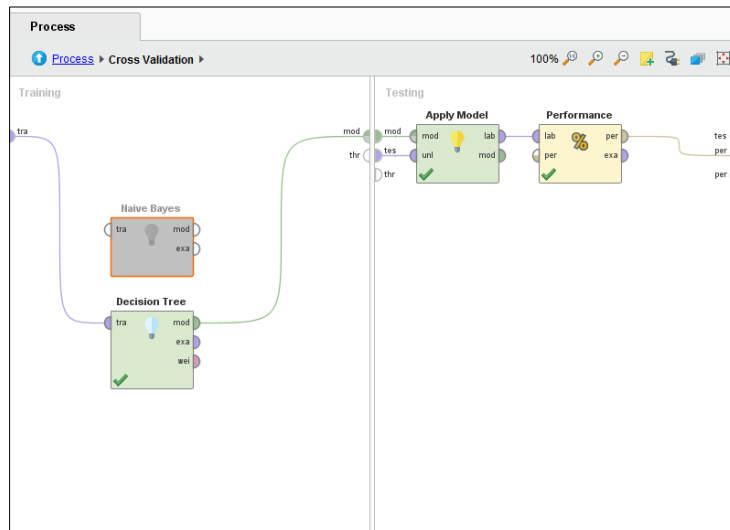 Process
Process ▸ Cross Validation ▸
100%
Training
tra
mod
thr
Naive Bayes
tra
mod
exa
Decision Tree
tra
mod
exa
wei
Testing
mod
tes
thr
Apply Model
mod
lab
unl
mod
Performance
lab
per
per
exa
%
tes
per
per